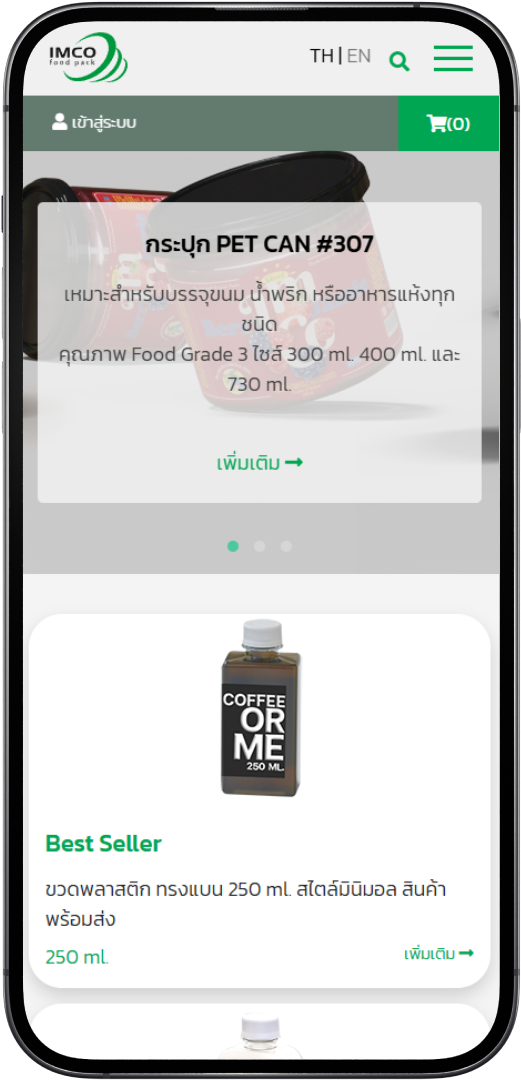 IMCO
food park
TH | EN
เข้าสู่ระบบ
(0)
กระปุก PET CAN #307
เหมาะสำหรับบรรจุขนม น้ำพริก หรืออาหารแห้งทุก
ชนิด
คุณภาพ Food Grade 3 ไซส์ 300 ml. 400 ml. และ
730 ml.
เพิ่มเติม
COFFEE
OR
ME
250 ML.
Best Seller
ขวดพลาสติก ทรงแบน 250 ml. สไตล์มินิมอล สินค้า
พร้อมส่ง
250 ml.
เพิ่มเติม